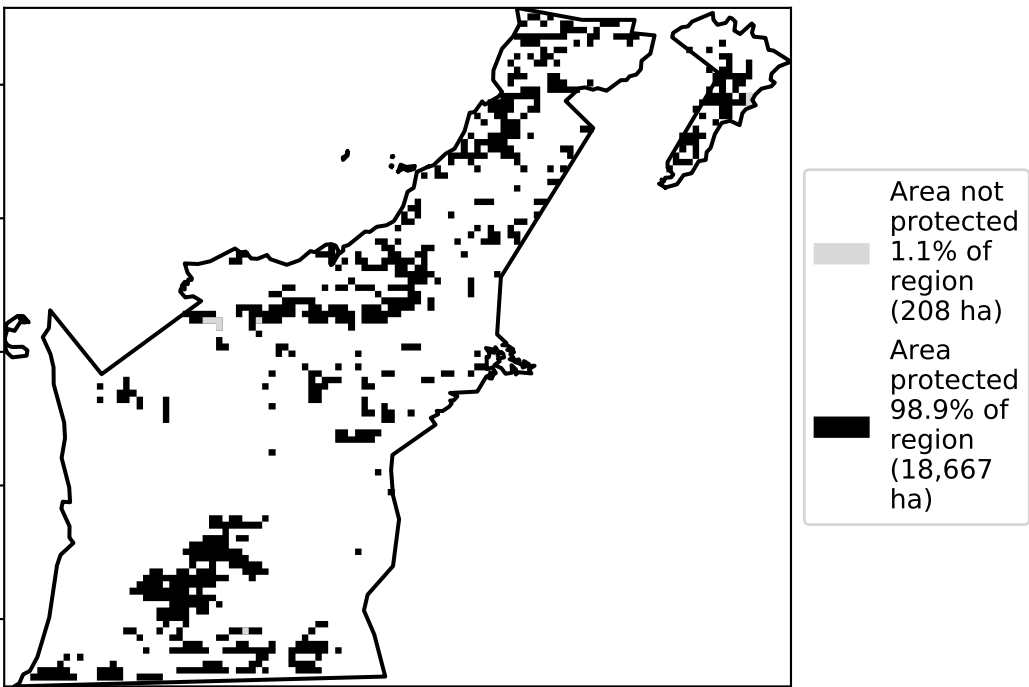 Area not
protected
1.1% of
region
(208 ha)
Area
protected
98.9% of
region
(18,667
ha)